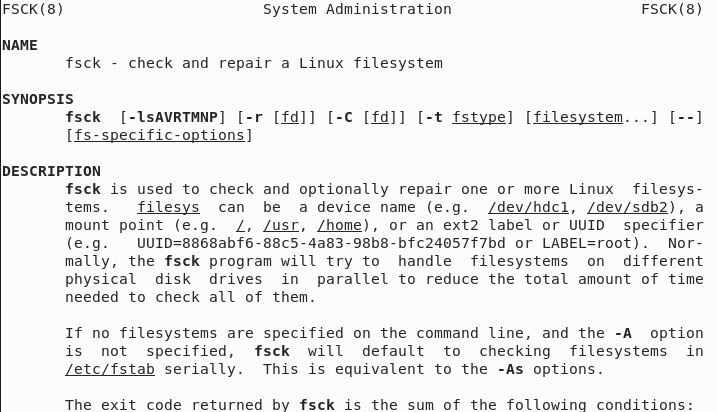 FSCK(8) System Administration FSCK(8)
NAME
fsck - check and repair a Linux filesystem
SYNOPSIS
fsck [-lsAVRTMNP] [-r [fd]] [-C [fd]] [-t fstype] [filesystem...] [--]
[fs-specific-options]
DESCRIPTION
fsck is used to check and optionally repair one or more Linux filesys-
tems. filesys can be a device name (e.g. /dev/hdc1, /dev/sdb2), a
mount point (e.g. /, /usr, /home), or an ext2 label or UUID specifier
(e.g. UUID=8868abf6-88c5-4a83-98b8-bfc24057f7bd or LABEL=root). Nor-
mally, the fsck program will try to handle filesystems on different
physical disk drives in parallel to reduce the total amount of time
needed to check all of them.
If no filesystems are specified on the command line, and the -A option
is not specified, fsck will default to checking filesystems in
/etc/fstab serially. This is equivalent to the -As options.
The exit code returned by fsck is the sum of the following conditions: